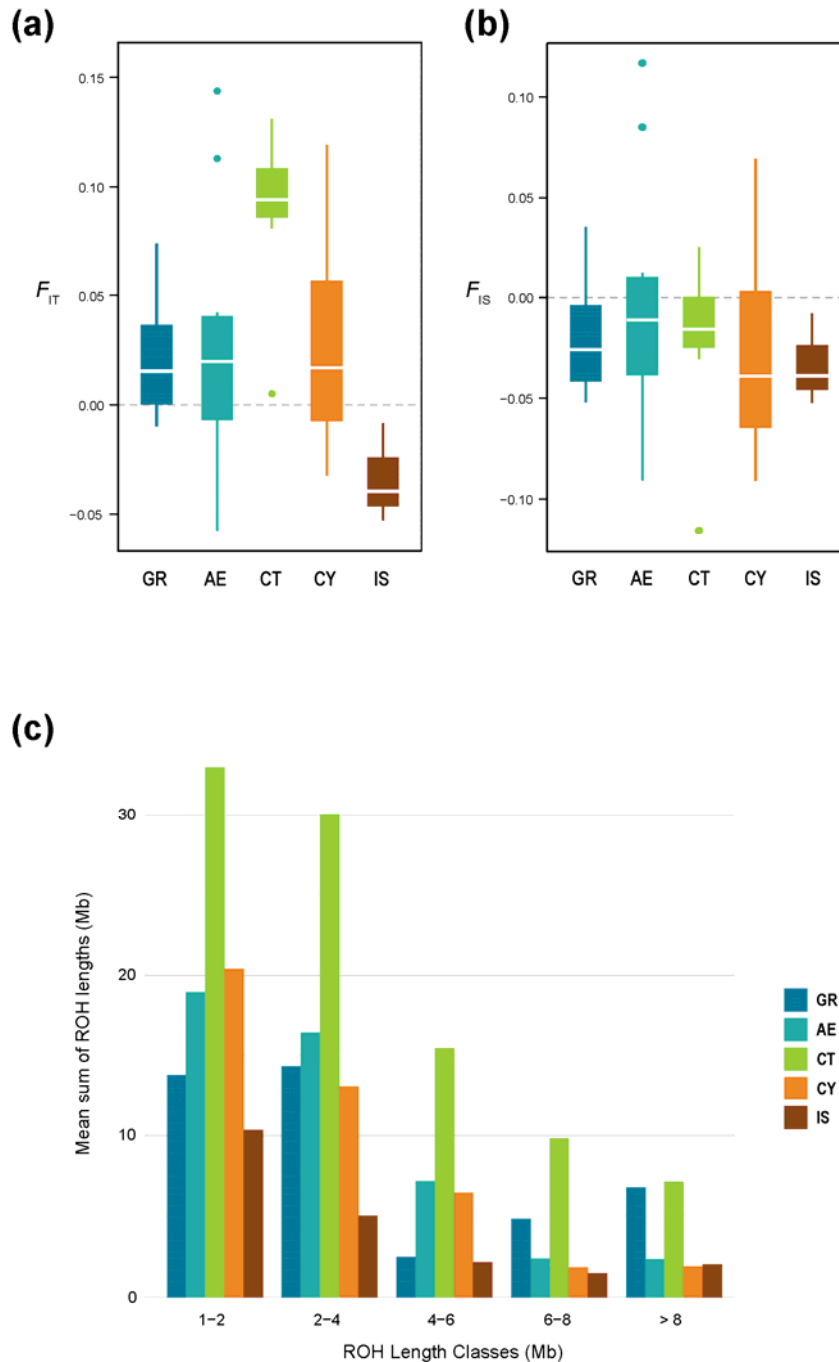 (a)
(b)
0.15
0.10
0.05
0.00
−0.05
F_IT
GR AE CT CY IS
0.10
0.05
0.00
−0.05
−0.10
F_IS
GR AE CT CY IS
(c)
Mean sum of ROH lengths (Mb)
30
20
10
0
1−2 2−4 4−6 6−8 > 8
ROH Length Classes (Mb)
GR
AE
CT
CY
IS